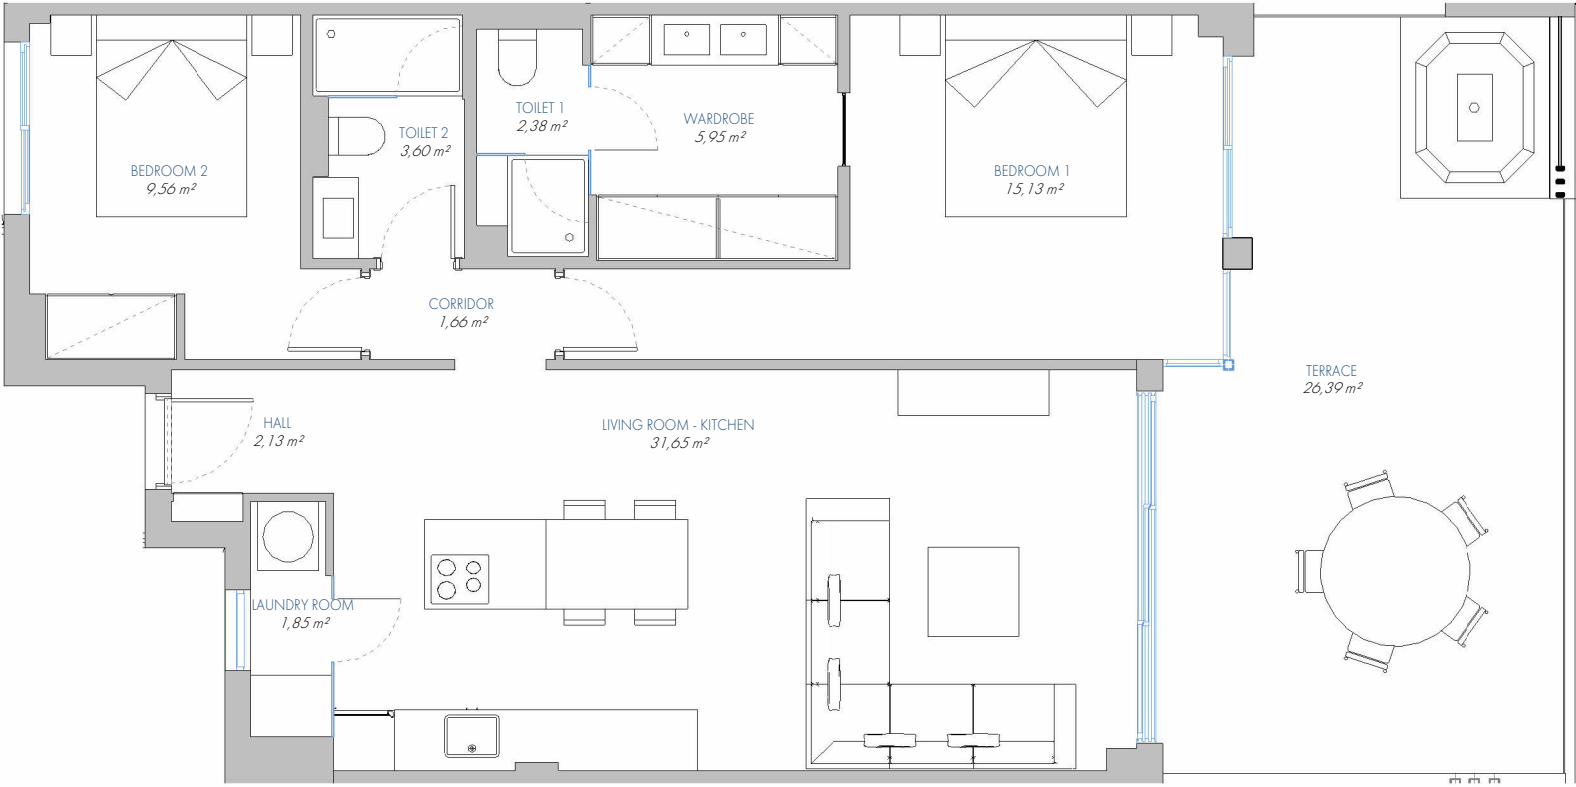 TOILET 1
2,38 m²
WARDROBE
5,95 m²
TOILET 2
3,60 m²
BEDROOM 2
9,56 m²
BEDROOM 1
15,13 m²
CORRIDOR
1,66 m²
TERRACE
26,39 m²
HALL
2,13 m²
LIVING ROOM - KITCHEN
31,65 m²
LAUNDRY ROOM
1,85 m²